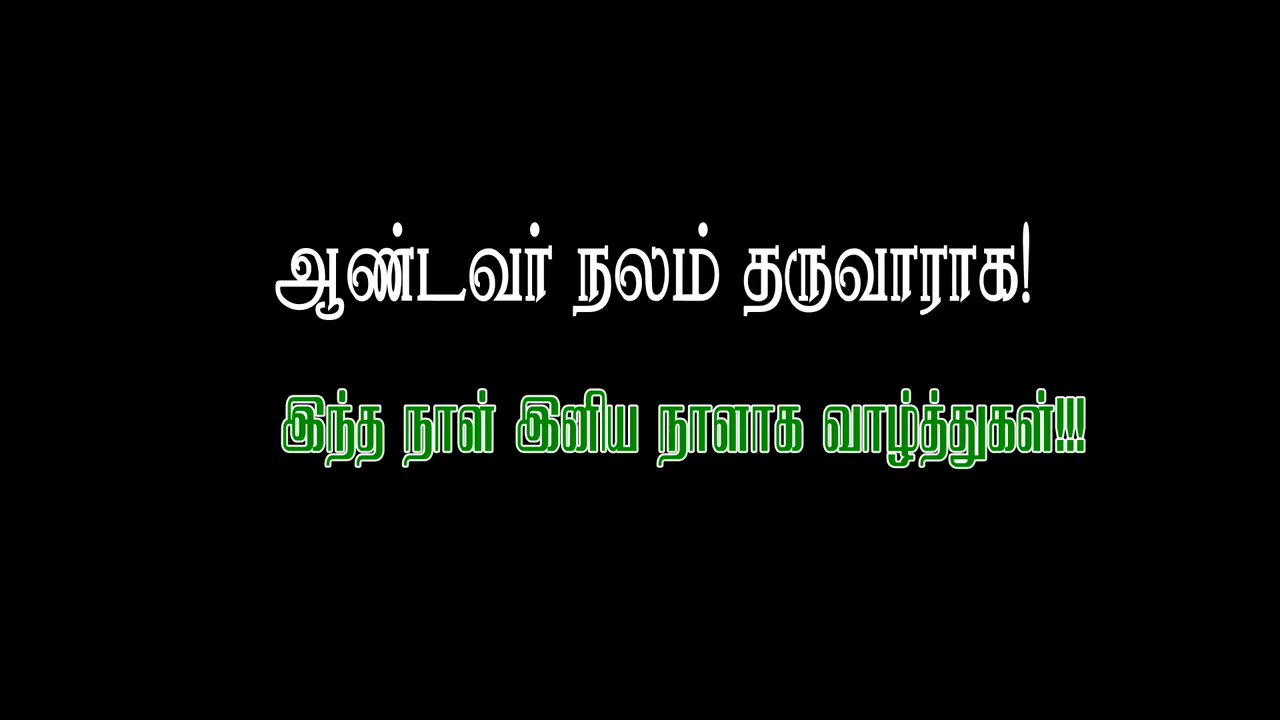 ஆண்டவர் நலம் தருவாராக!
இந்த நாள் இனிய நாளாக வாழ்த்துகள்!!!